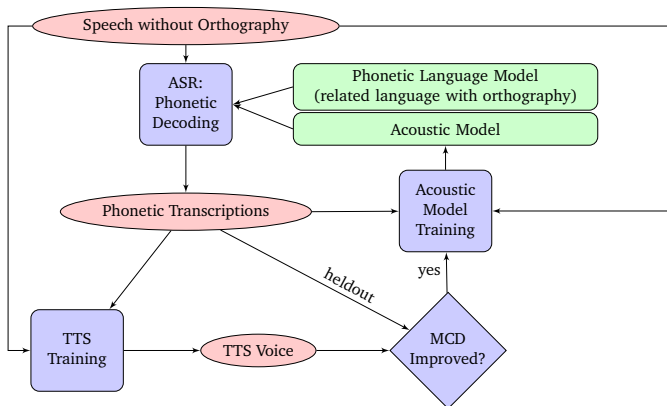 Speech without Orthography
ASR:
Phonetic
Decoding
Phonetic Language Model
(related language with orthography)
Acoustic Model
Phonetic Transcriptions
Acoustic
Model
Training
heldout
yes
TTS
Training
TTS Voice
MCD
Improved?